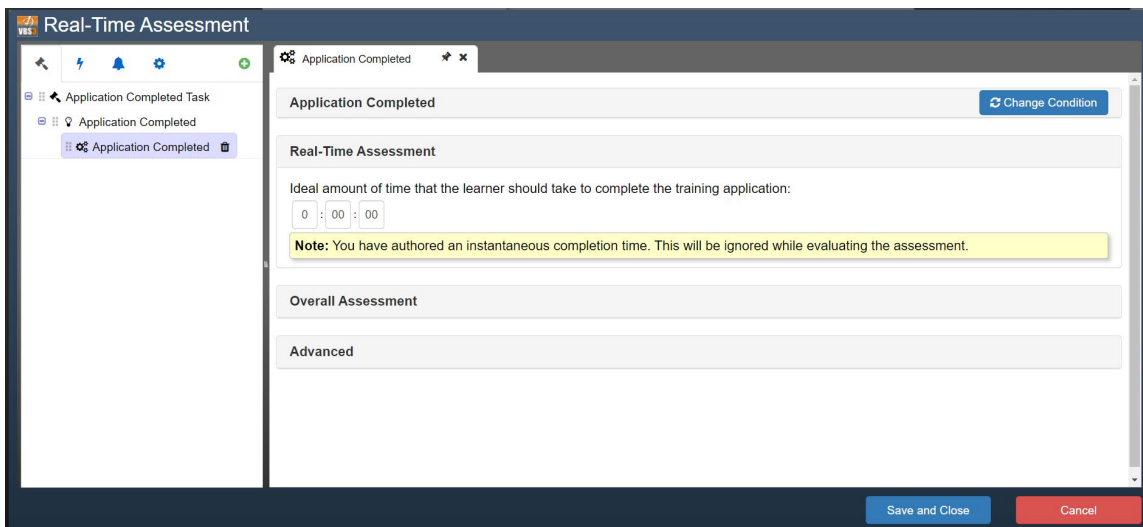 VBS3 Real-Time Assessment
Application Completed Task
Application Completed
Application Completed
Application Completed
Application Completed
Change Condition
Real-Time Assessment
Ideal amount of time that the learner should take to complete the training application:
0 : 00 : 00
Note: You have authored an instantaneous completion time. This will be ignored while evaluating the assessment.
Overall Assessment
Advanced
Save and Close
Cancel